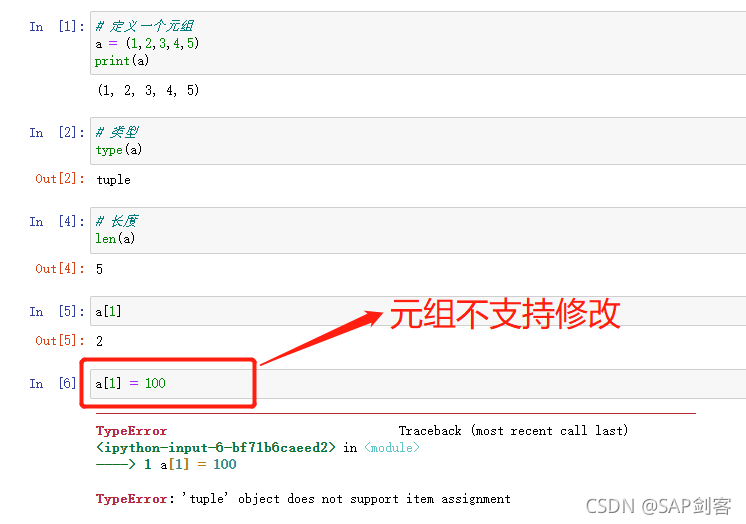 In [1]: # 定义一个元组
a = (1,2,3,4,5)
print(a)
(1, 2, 3, 4, 5)
In [2]: # 类型
type(a)
Out[2]: tuple
In [4]: # 长度
len(a)
Out[4]: 5
元组不支持修改
In [5]: a[1]
Out[5]: 2
In [6] a[1] = 100
TypeError Traceback (most recent call last)
<ipython-input-6-bf71b6caeed2> in <module>
----> 1 a[1] = 100
TypeError: 'tuple' object does not support item assignment
CSDN @SAP剑客